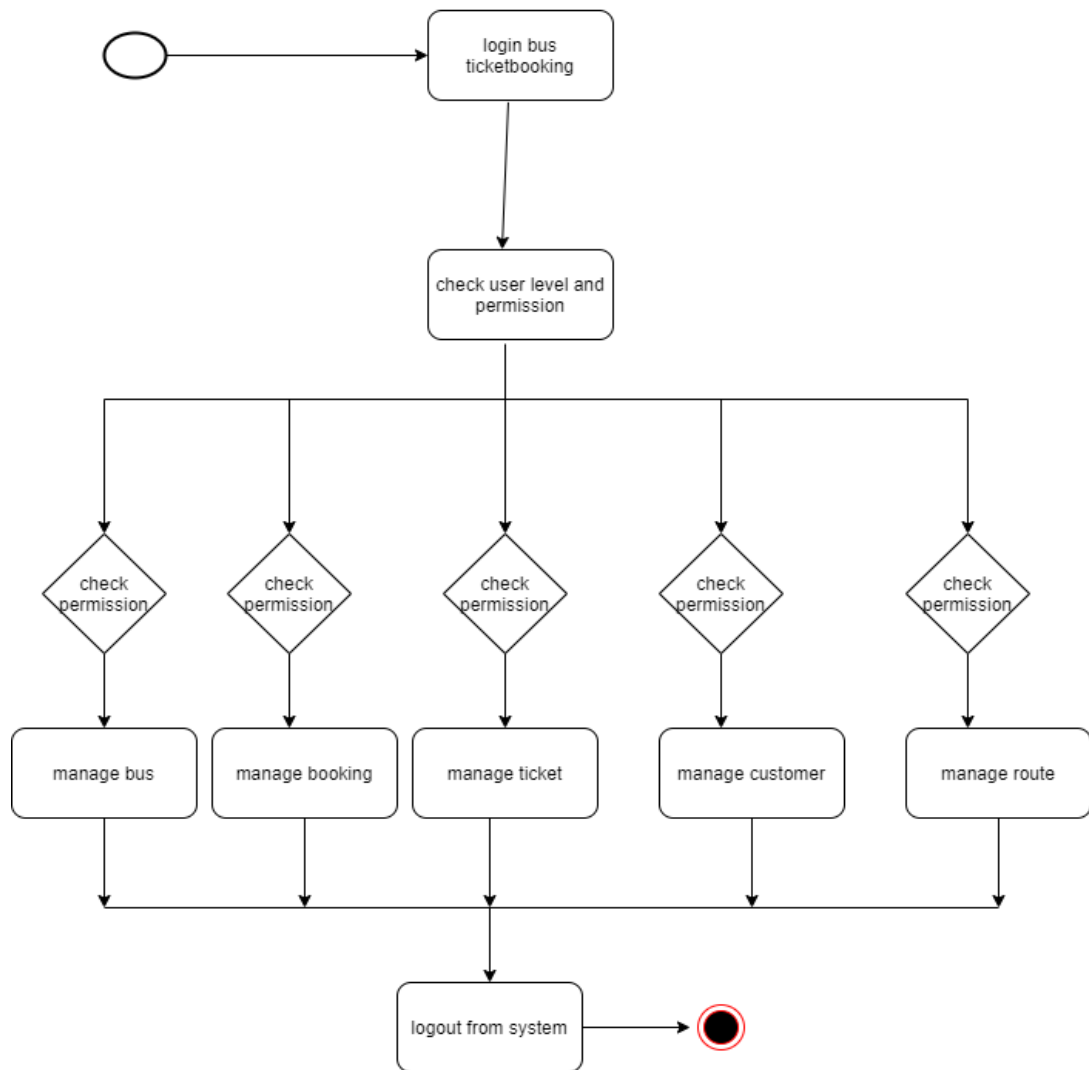 login bus
ticketbooking
check user level and
permission
check
permission
check
permission
check
permission
check
permission
check
permission
manage bus
manage booking
manage ticket
manage customer
manage route
logout from system